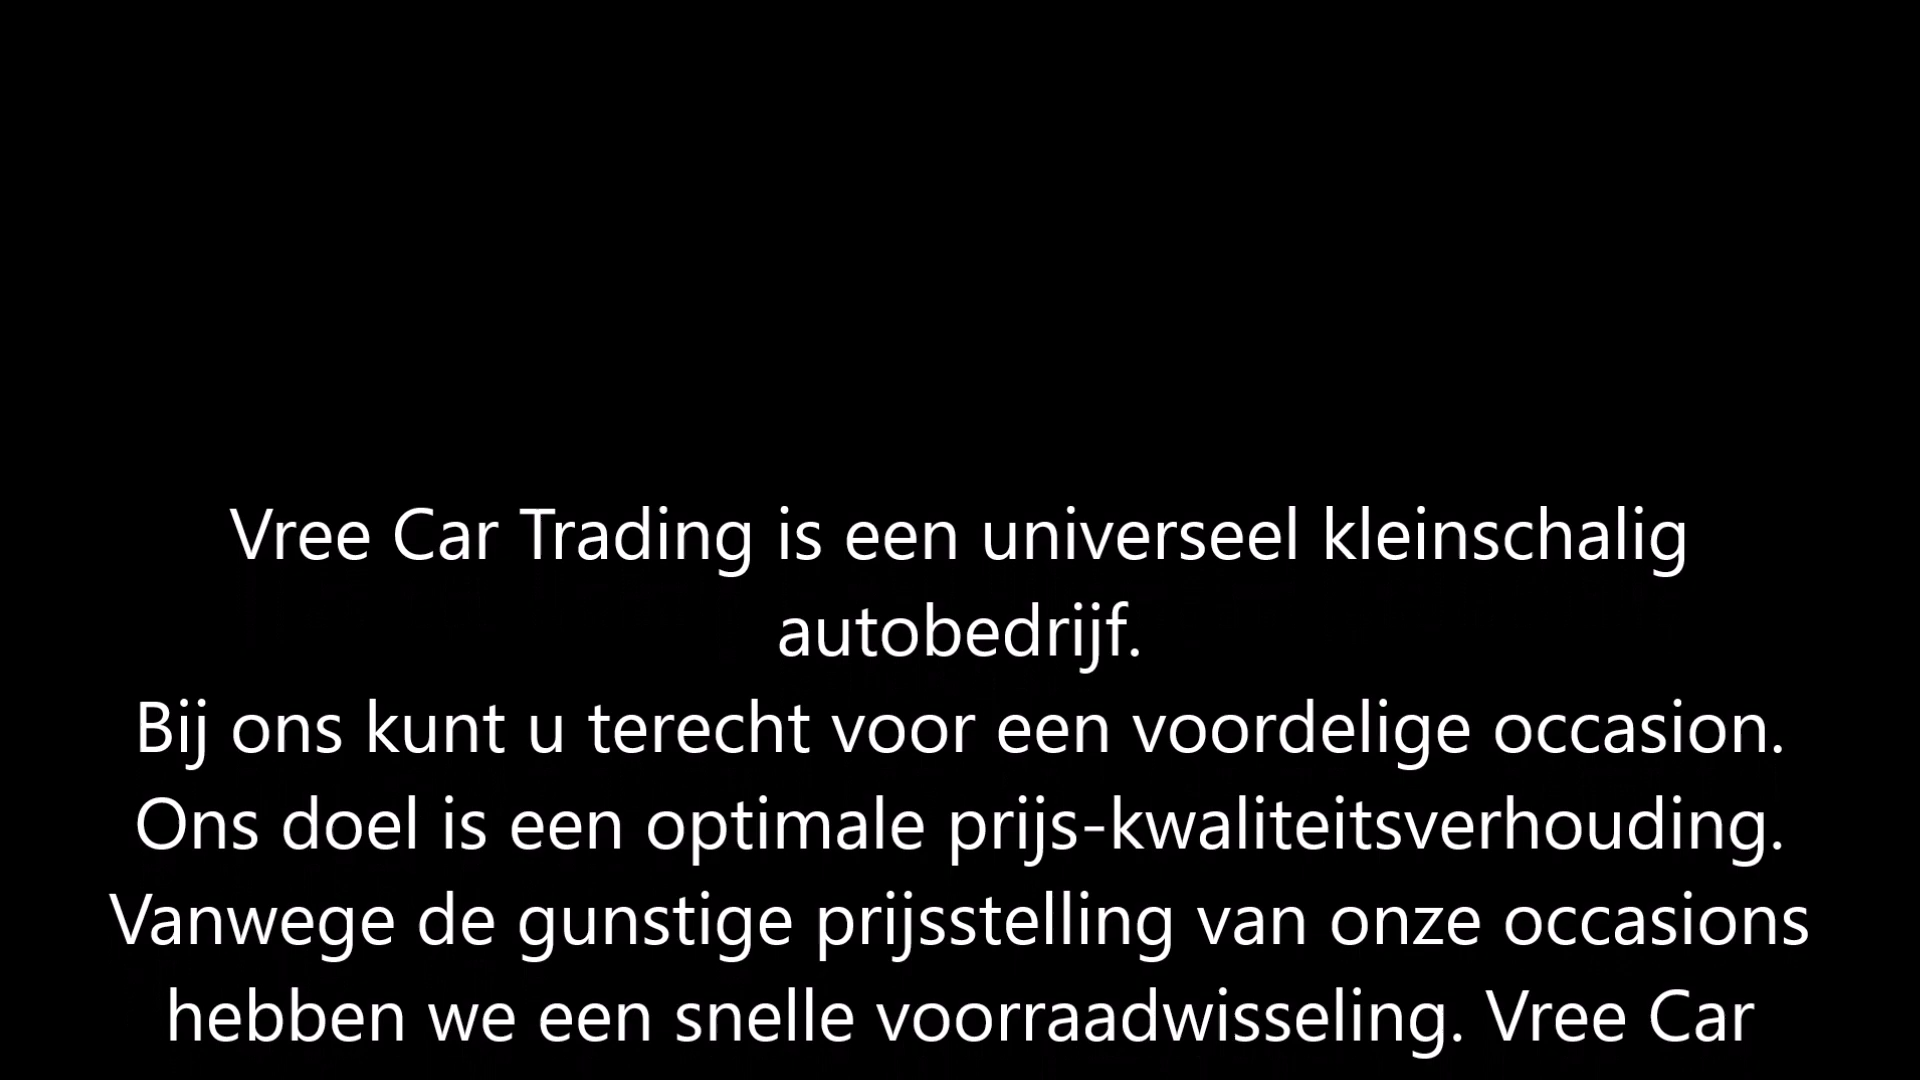 Vree Car Trading is een universeel kleinschalig
autobedrijf.
Bij ons kunt u terecht voor een voordelige occasion.
Ons doel is een optimale prijs-kwaliteitsverhouding.
Vanwege de gunstige prijsstelling van onze occasions
hebben we een snelle voorraadwisseling. Vree Car